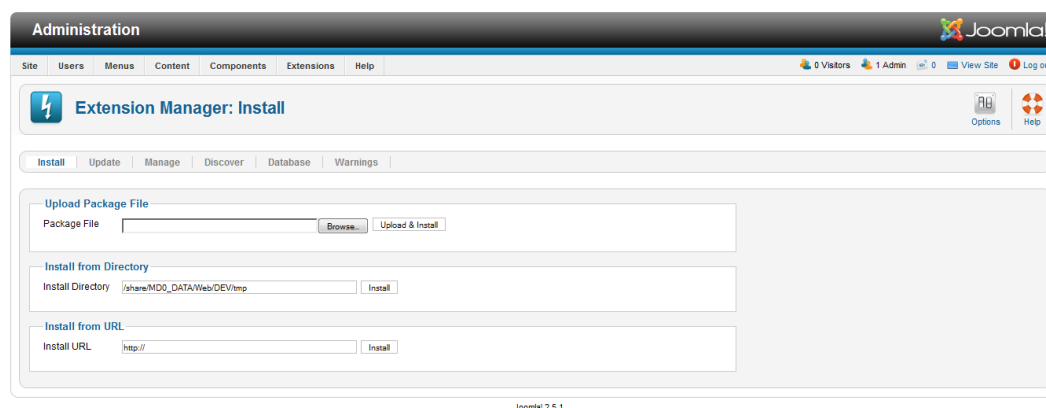 Administration Joomla!
Site Users Menus Content Components Extensions Help 0 Visitors 1 Admin 0 View Site Log ou
Extension Manager: Install Options Help
Install Update Manage Discover Database Warnings
Upload Package File
Package File Browse... Upload & Install
Install from Directory
Install Directory /share/MD0_DATA/Web/DEV/tmp Install
Install from URL
Install URL http:// Install
Joomla! 2.5.1